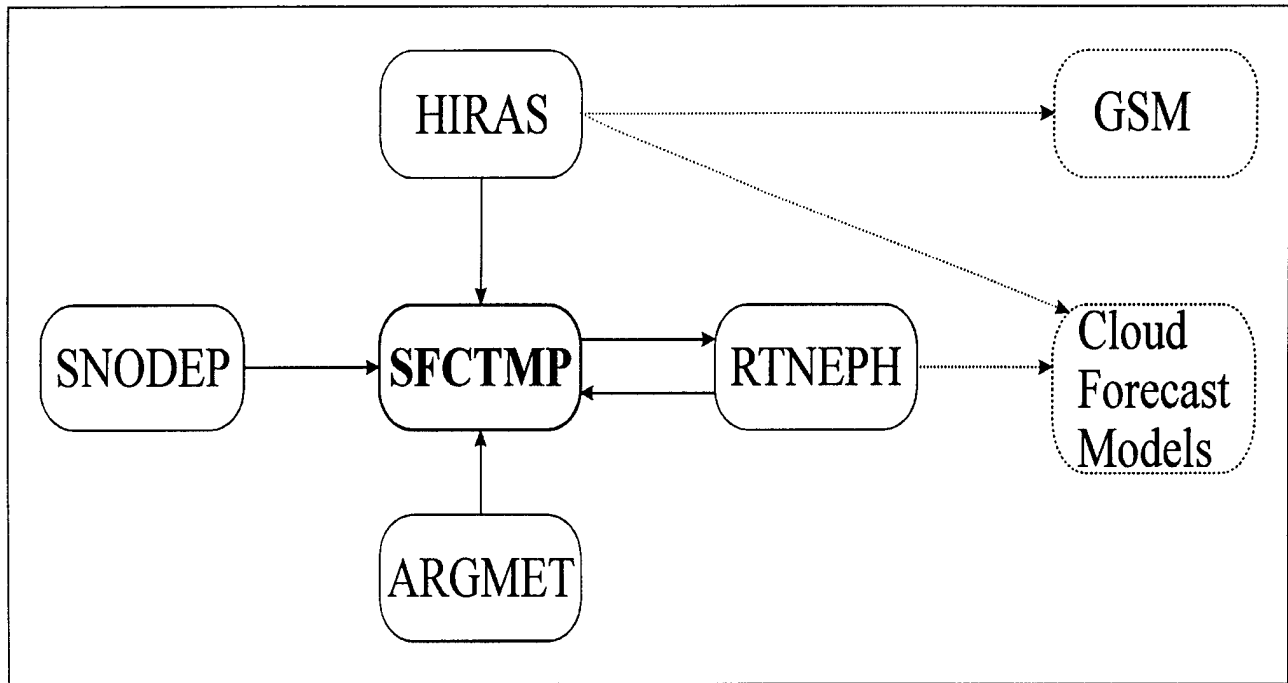 HIRAS
GSM
SNODEP
SFCTMP
RTNEPH
Cloud
Forecast
Models
ARGMET